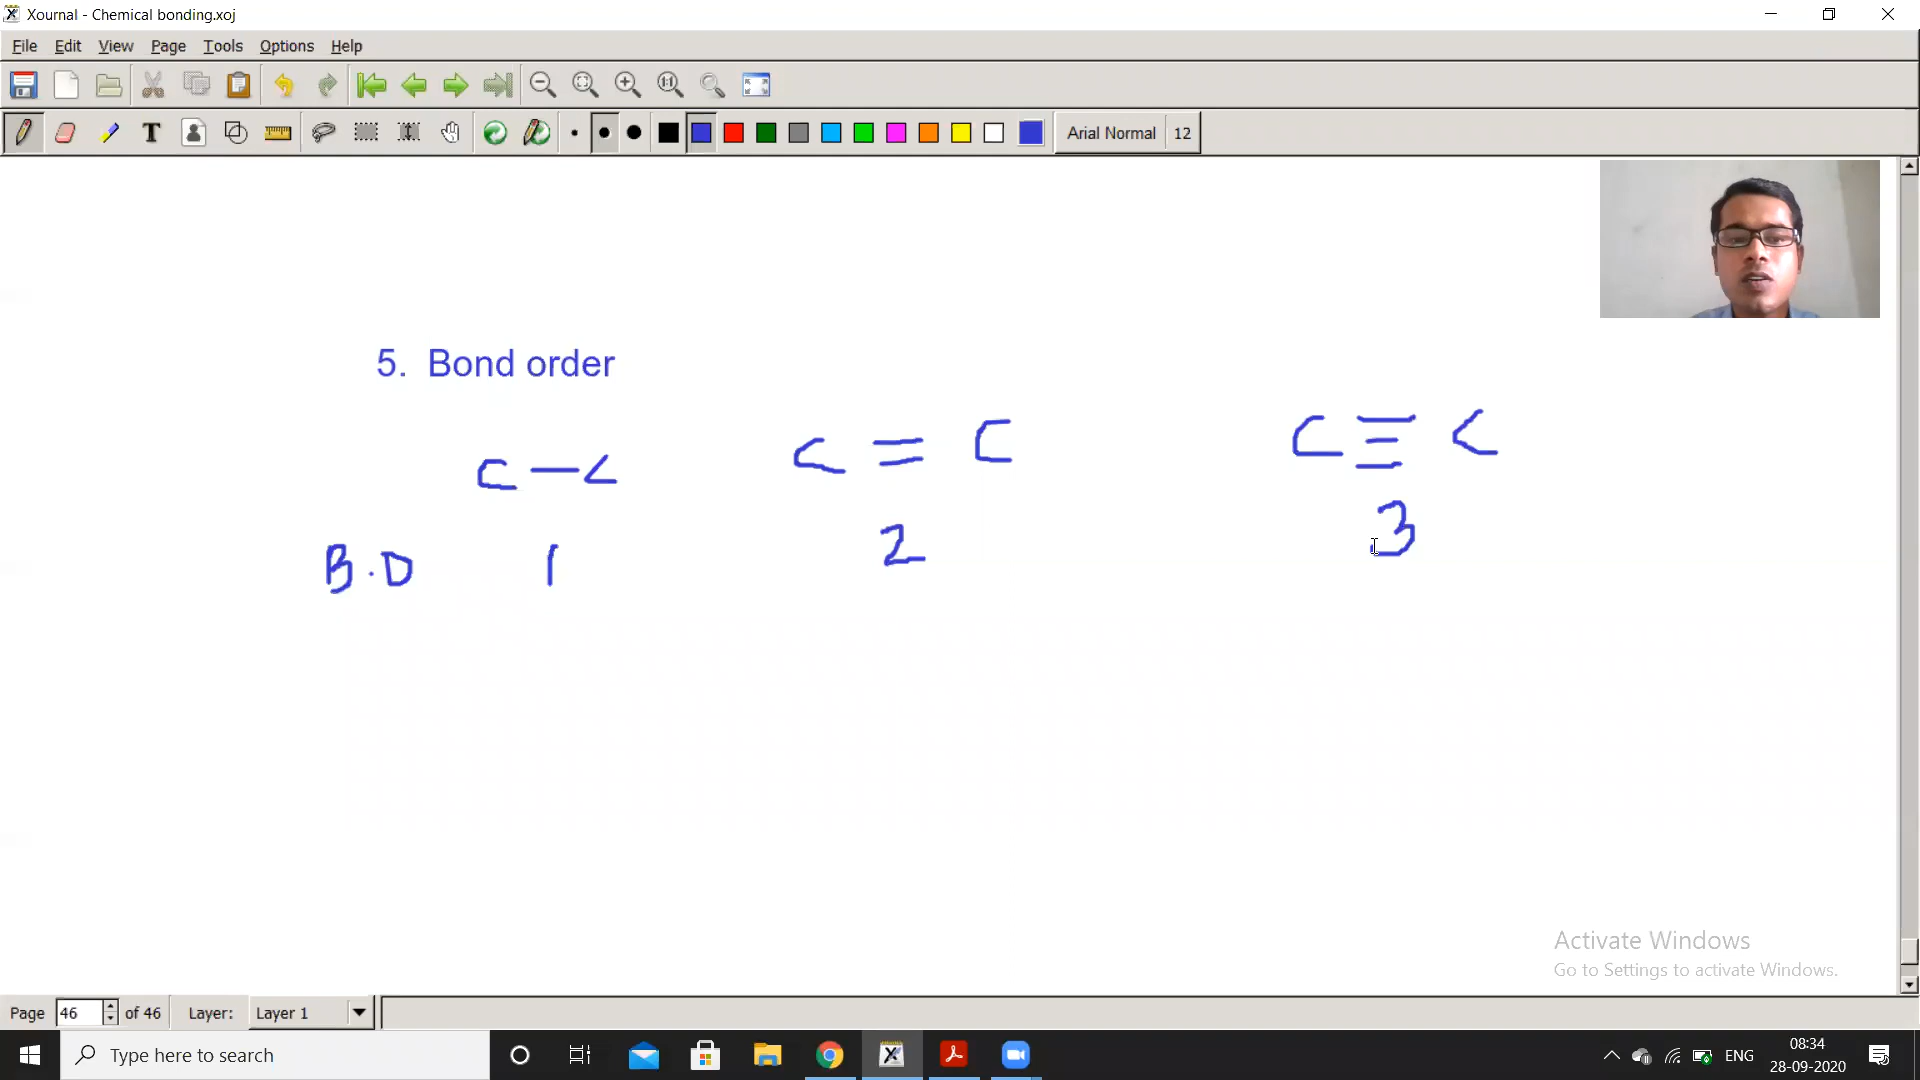 Xournal - Chemical bonding.xoj
File Edit View Page Tools Options Help
Arial Normal 12
5. Bond order
C — C
C = C
C ≡ C
B.O 1 2 3
Activate Windows
Go to Settings to activate Windows.
Page 46 of 46 Layer: Layer 1
Type here to search
ENG
08:34
28-09-2020